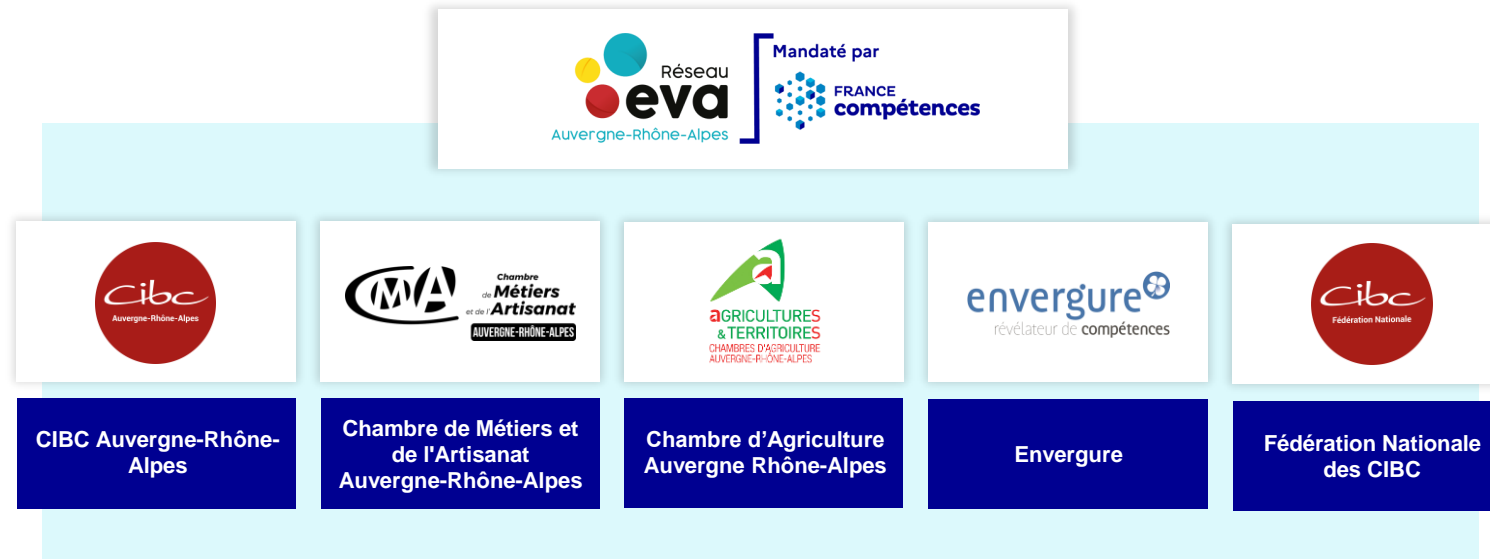 Réseau
eva
Auvergne-Rhône-Alpes
Mandaté par
FRANCE
compétences
Cibc
Auvergne-Rhône-Alpes
CMA
Chambre
de Métiers
et de l'Artisanat
AUVERGNE-RHÔNE-ALPES
a
AGRICULTURES
& TERRITOIRES
CHAMBRES D'AGRICULTURE
AUVERGNE-RHÔNE-ALPES
envergure
révélateur de compétences
Cibc
Fédération Nationale
CIBC Auvergne-Rhône-
Alpes
Chambre de Métiers et
de l'Artisanat
Auvergne-Rhône-Alpes
Chambre d’Agriculture
Auvergne Rhône-Alpes
Envergure
Fédération Nationale
des CIBC